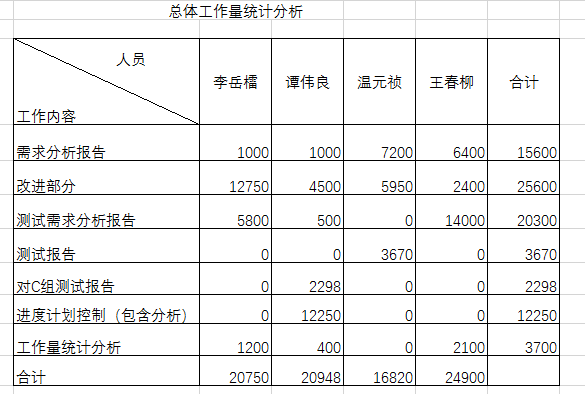 总体工作量统计分析
人员
工作内容 李岳檑 谭伟良 温元祯 王春柳 合计
需求分析报告 1000 1000 7200 6400 15600
改进部分 12750 4500 5950 2400 25600
测试需求分析报告 5800 500 0 14000 20300
测试报告 0 0 3670 0 3670
对C组测试报告 0 2298 0 0 2298
进度计划控制（包含分析） 0 12250 0 0 12250
工作量统计分析 1200 400 0 2100 3700
合计 20750 20948 16820 24900